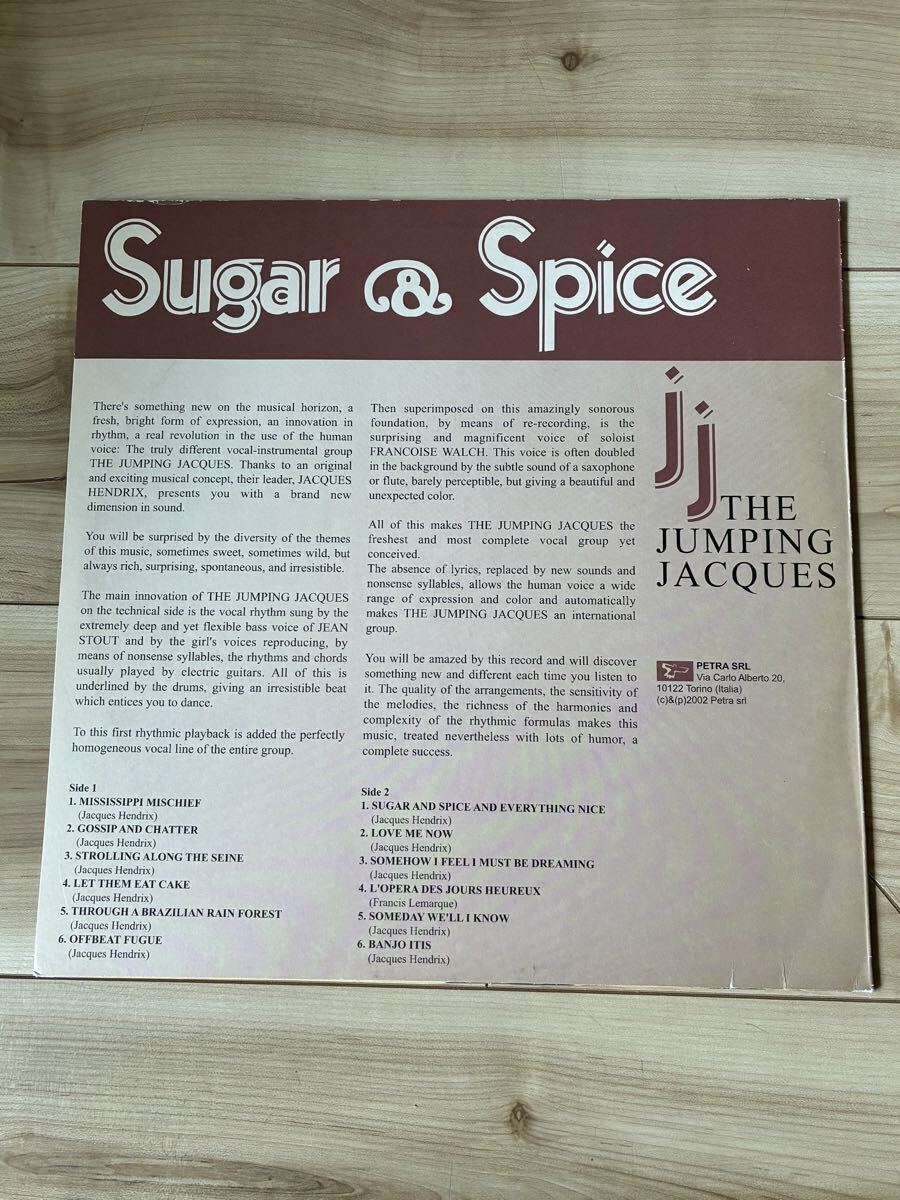 Sugar & Spice
There's something new on the musical horizon, a
fresh, bright form of expression, an innovation in
rhythm, a real revolution in the use of the human
voice: The truly different vocal-instrumental group
THE JUMPING JACQUES. Thanks to an original
and exciting musical concept, their leader, JACQUES
HENDRIX, presents you with a brand new
dimension in sound.
You will be surprised by the diversity of the themes
of this music, sometimes sweet, sometimes wild, but
always rich, surprising, spontaneous, and irresistible.
The main innovation of THE JUMPING JACQUES
on the technical side is the vocal rhythm sung by the
extremely deep and yet flexible bass voice of JEAN
STOUT and by the girl's voices reproducing, by
means of nonsense syllables, the rhythms and chords
usually played by electric guitars. All of this is
underlined by the drums, giving an irresistible beat
which entices you to dance.
To this first rhythmic playback is added the perfectly
homogeneous vocal line of the entire group.
Then superimposed on this amazingly sonorous
foundation, by means of re-recording, is the
surprising and magnificent voice of soloist
FRANCOISE WALCH. This voice is often doubled
in the background by the subtle sound of a saxophone
or flute, barely perceptible, but giving a beautiful and
unexpected color.
All of this makes THE JUMPING JACQUES the
freshest and most complete vocal group yet
conceived.
The absence of lyrics, replaced by new sounds and
nonsense syllables, allows the human voice a wide
range of expression and color and automatically
makes THE JUMPING JACQUES an international
group.
You will be amazed by this record and will discover
something new and different each time you listen to
it. The quality of the arrangements, the sensitivity of
the melodies, the richness of the harmonies and
complexity of the rhythmic formulas makes this
music, treated nevertheless with lots of humor, a
complete success.
jj THE
JUMPING
JACQUES
PETRA SRL
Via Carlo Alberto 20,
10122 Torino (Italia)
(c)&(p)2002 Petra srl
Side 1
1. MISSISSIPPI MISCHIEF
(Jacques Hendrix)
2. GOSSIP AND CHATTER
(Jacques Hendrix)
3. STROLLING ALONG THE SEINE
(Jacques Hendrix)
4. LET THEM EAT CAKE
(Jacques Hendrix)
5. THROUGH A BRAZILIAN RAIN FOREST
(Jacques Hendrix)
6. OFFBEAT FUGUE
(Jacques Hendrix)
Side 2
1. SUGAR AND SPICE AND EVERYTHING NICE
(Jacques Hendrix)
2. LOVE ME NOW
(Jacques Hendrix)
3. SOMEHOW I FEEL I MUST BE DREAMING
(Jacques Hendrix)
4. L'OPERA DES JOURS HEUREUX
(Francis Lemarque)
5. SOMEDAY WE'LL I KNOW
(Jacques Hendrix)
6. BANJO ITIS
(Jacques Hendrix)